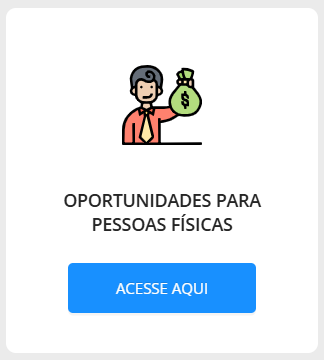 $
OPORTUNIDADES PARA
PESSOAS FÍSICAS
ACESSE AQUI